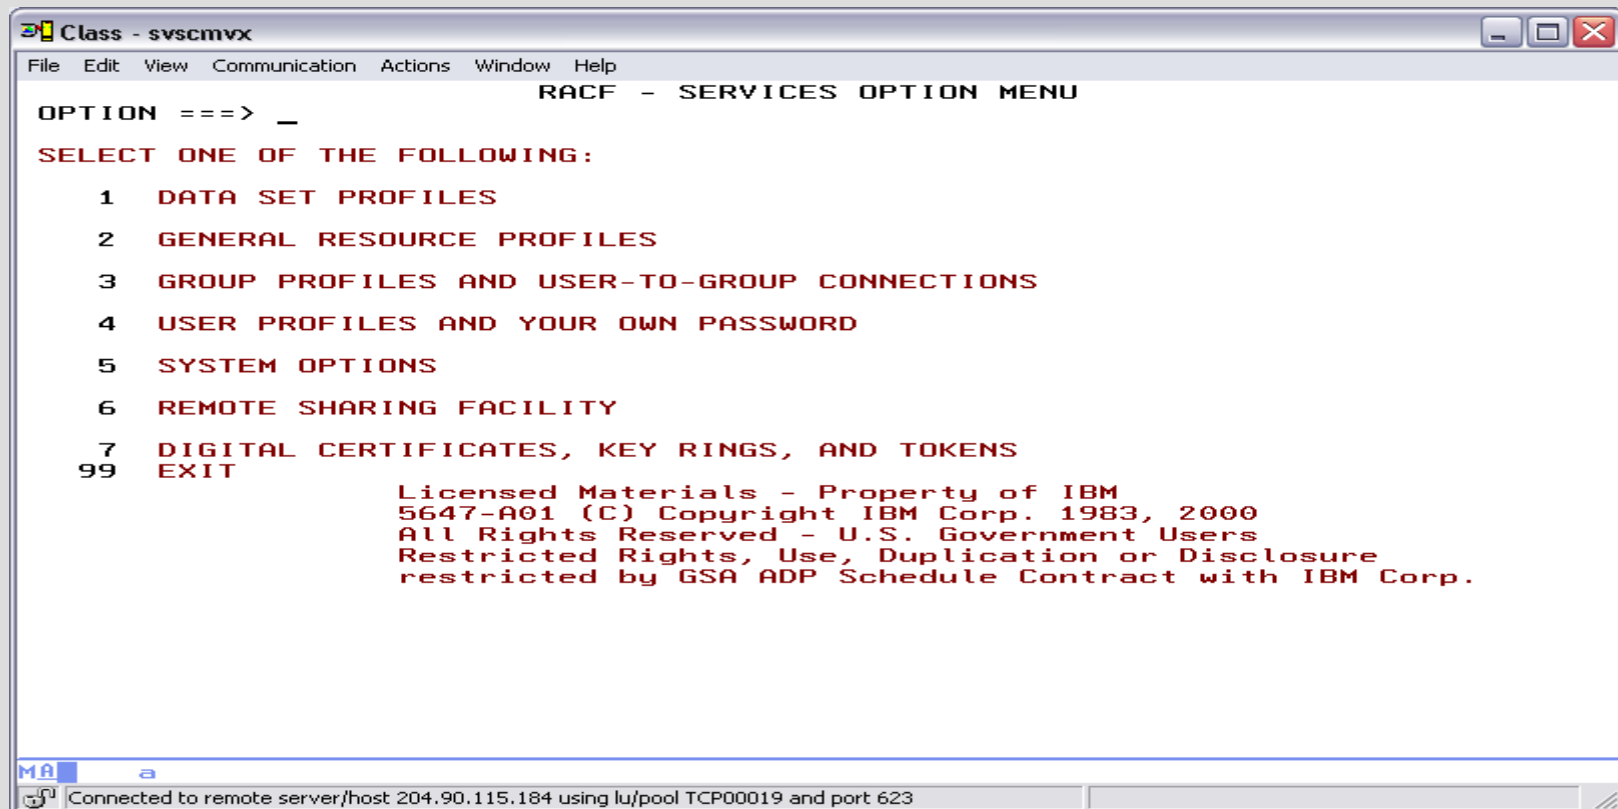 Class - svscmvx
File Edit View Communication Actions Window Help
RACF - SERVICES OPTION MENU
OPTION ===> _
SELECT ONE OF THE FOLLOWING:
1 DATA SET PROFILES
2 GENERAL RESOURCE PROFILES
3 GROUP PROFILES AND USER-TO-GROUP CONNECTIONS
4 USER PROFILES AND YOUR OWN PASSWORD
5 SYSTEM OPTIONS
6 REMOTE SHARING FACILITY
7 DIGITAL CERTIFICATES, KEY RINGS, AND TOKENS
99 EXIT
Licensed Materials - Property of IBM
5647-A01 (C) Copyright IBM Corp. 1983, 2000
All Rights Reserved - U.S. Government Users
Restricted Rights, Use, Duplication or Disclosure
restricted by GSA ADP Schedule Contract with IBM Corp.
MA a
Connected to remote server/host 204.90.115.184 using lu/pool TCP00019 and port 623